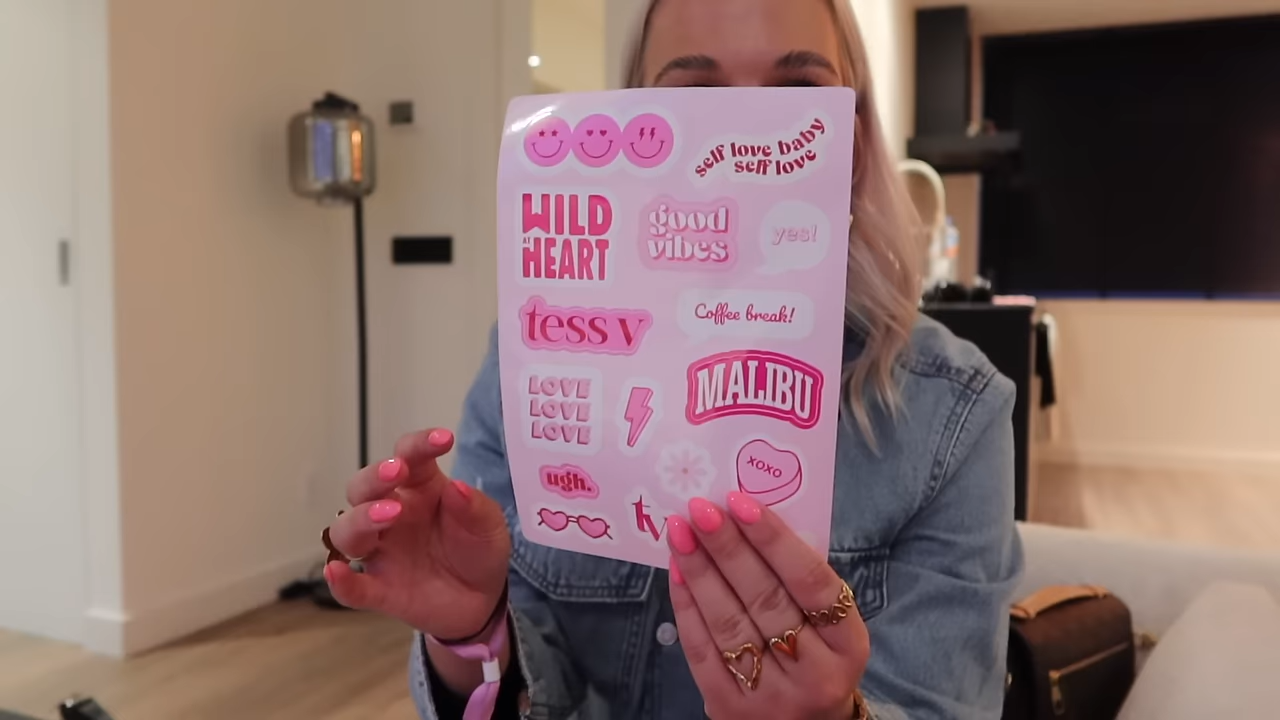 self love baby
self love
WILD
AT
HEART
good
vibes
yes!
tess v
Coffee break!
LOVE
LOVE
LOVE
MALIBU
xoxo
ugh.
tv